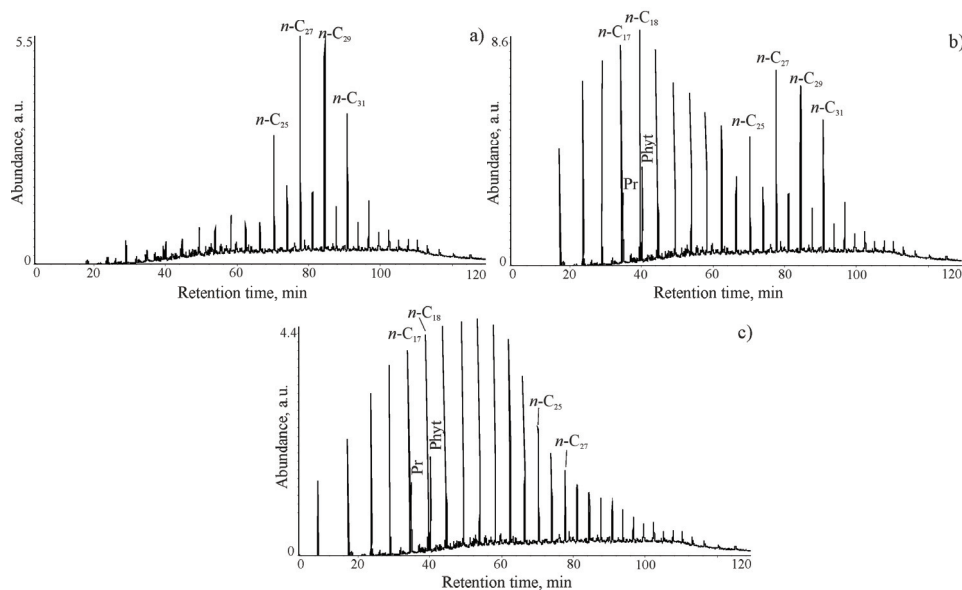 a)
5.5
Abundance, a.u.
0
n-C25
n-C27
n-C29
n-C31
0 20 40 60 80 100 120
Retention time, min
b)
8.6
Abundance, a.u.
0
n-C17
n-C18
Pr
Phyt
n-C25
n-C27
n-C29
n-C31
0 20 40 60 80 100 120
Retention time, min
c)
4.4
Abundance, a.u.
0
n-C17
n-C18
Pr
Phyt
n-C25
n-C27
0 20 40 60 80 100 120
Retention time, min